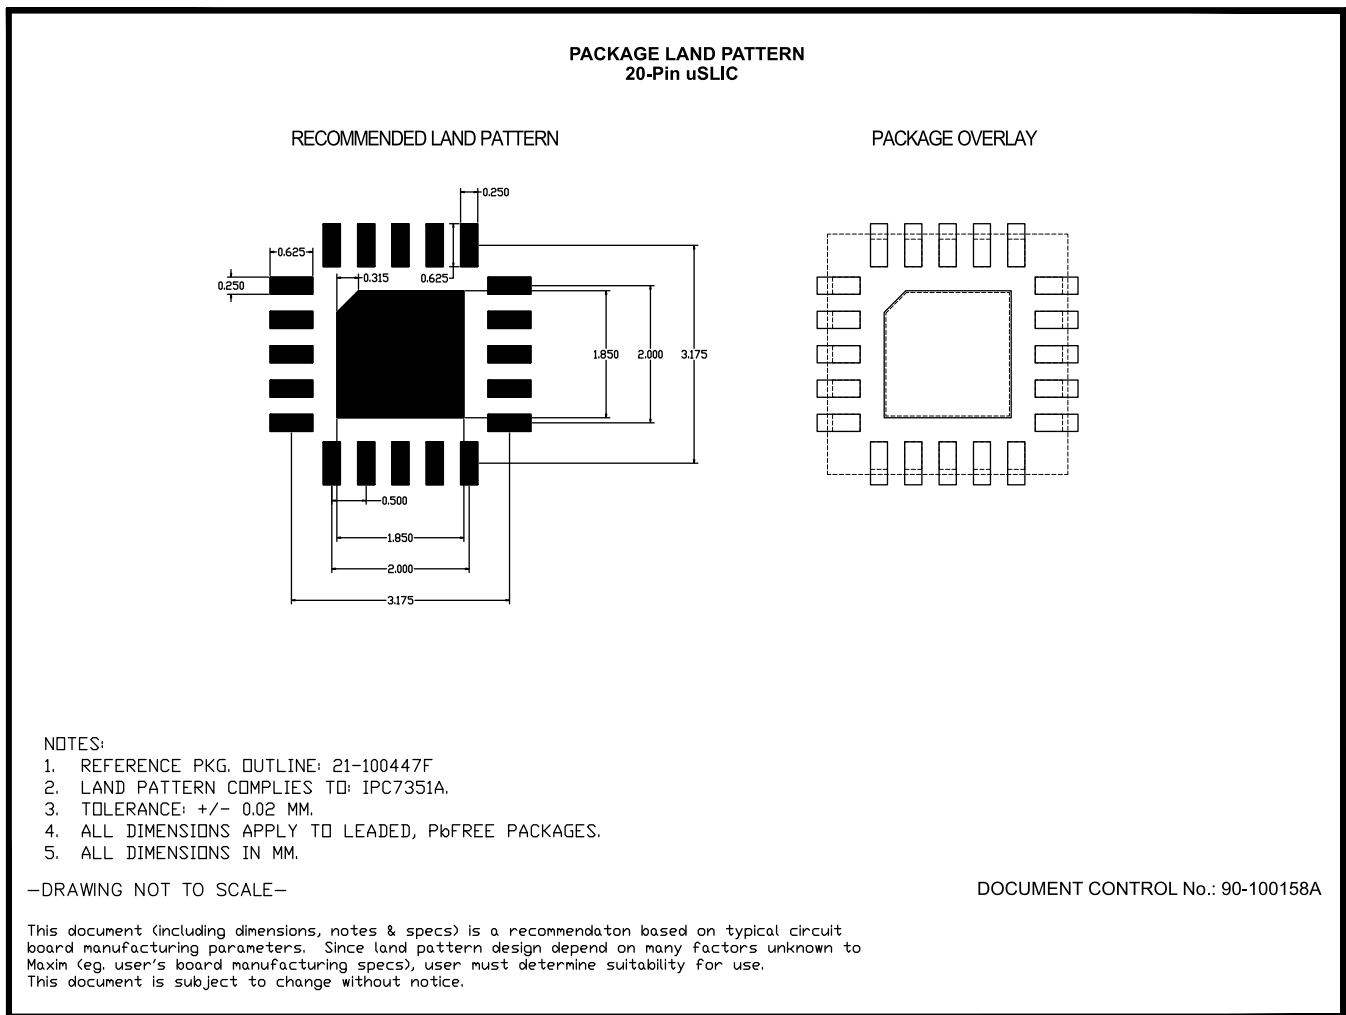 PACKAGE LAND PATTERN
20-Pin uSLIC
RECOMMENDED LAND PATTERN
PACKAGE OVERLAY
0.250
0.625
0.315
0.625
0.250
1.850
2.000
3.175
0.500
1.850
2.000
3.175
NOTES:
1. REFERENCE PKG. OUTLINE: 21-100447F
2. LAND PATTERN COMPLIES TO: IPC7351A.
3. TOLERANCE: +/- 0.02 MM.
4. ALL DIMENSIONS APPLY TO LEADED, PbFREE PACKAGES.
5. ALL DIMENSIONS IN MM.
-DRAWING NOT TO SCALE-
DOCUMENT CONTROL No.: 90-100158A
This document (including dimensions, notes & specs) is a recommendaton based on typical circuit
board manufacturing parameters. Since land pattern design depend on many factors unknown to
Maxim (eg. user's board manufacturing specs), user must determine suitability for use.
This document is subject to change without notice.